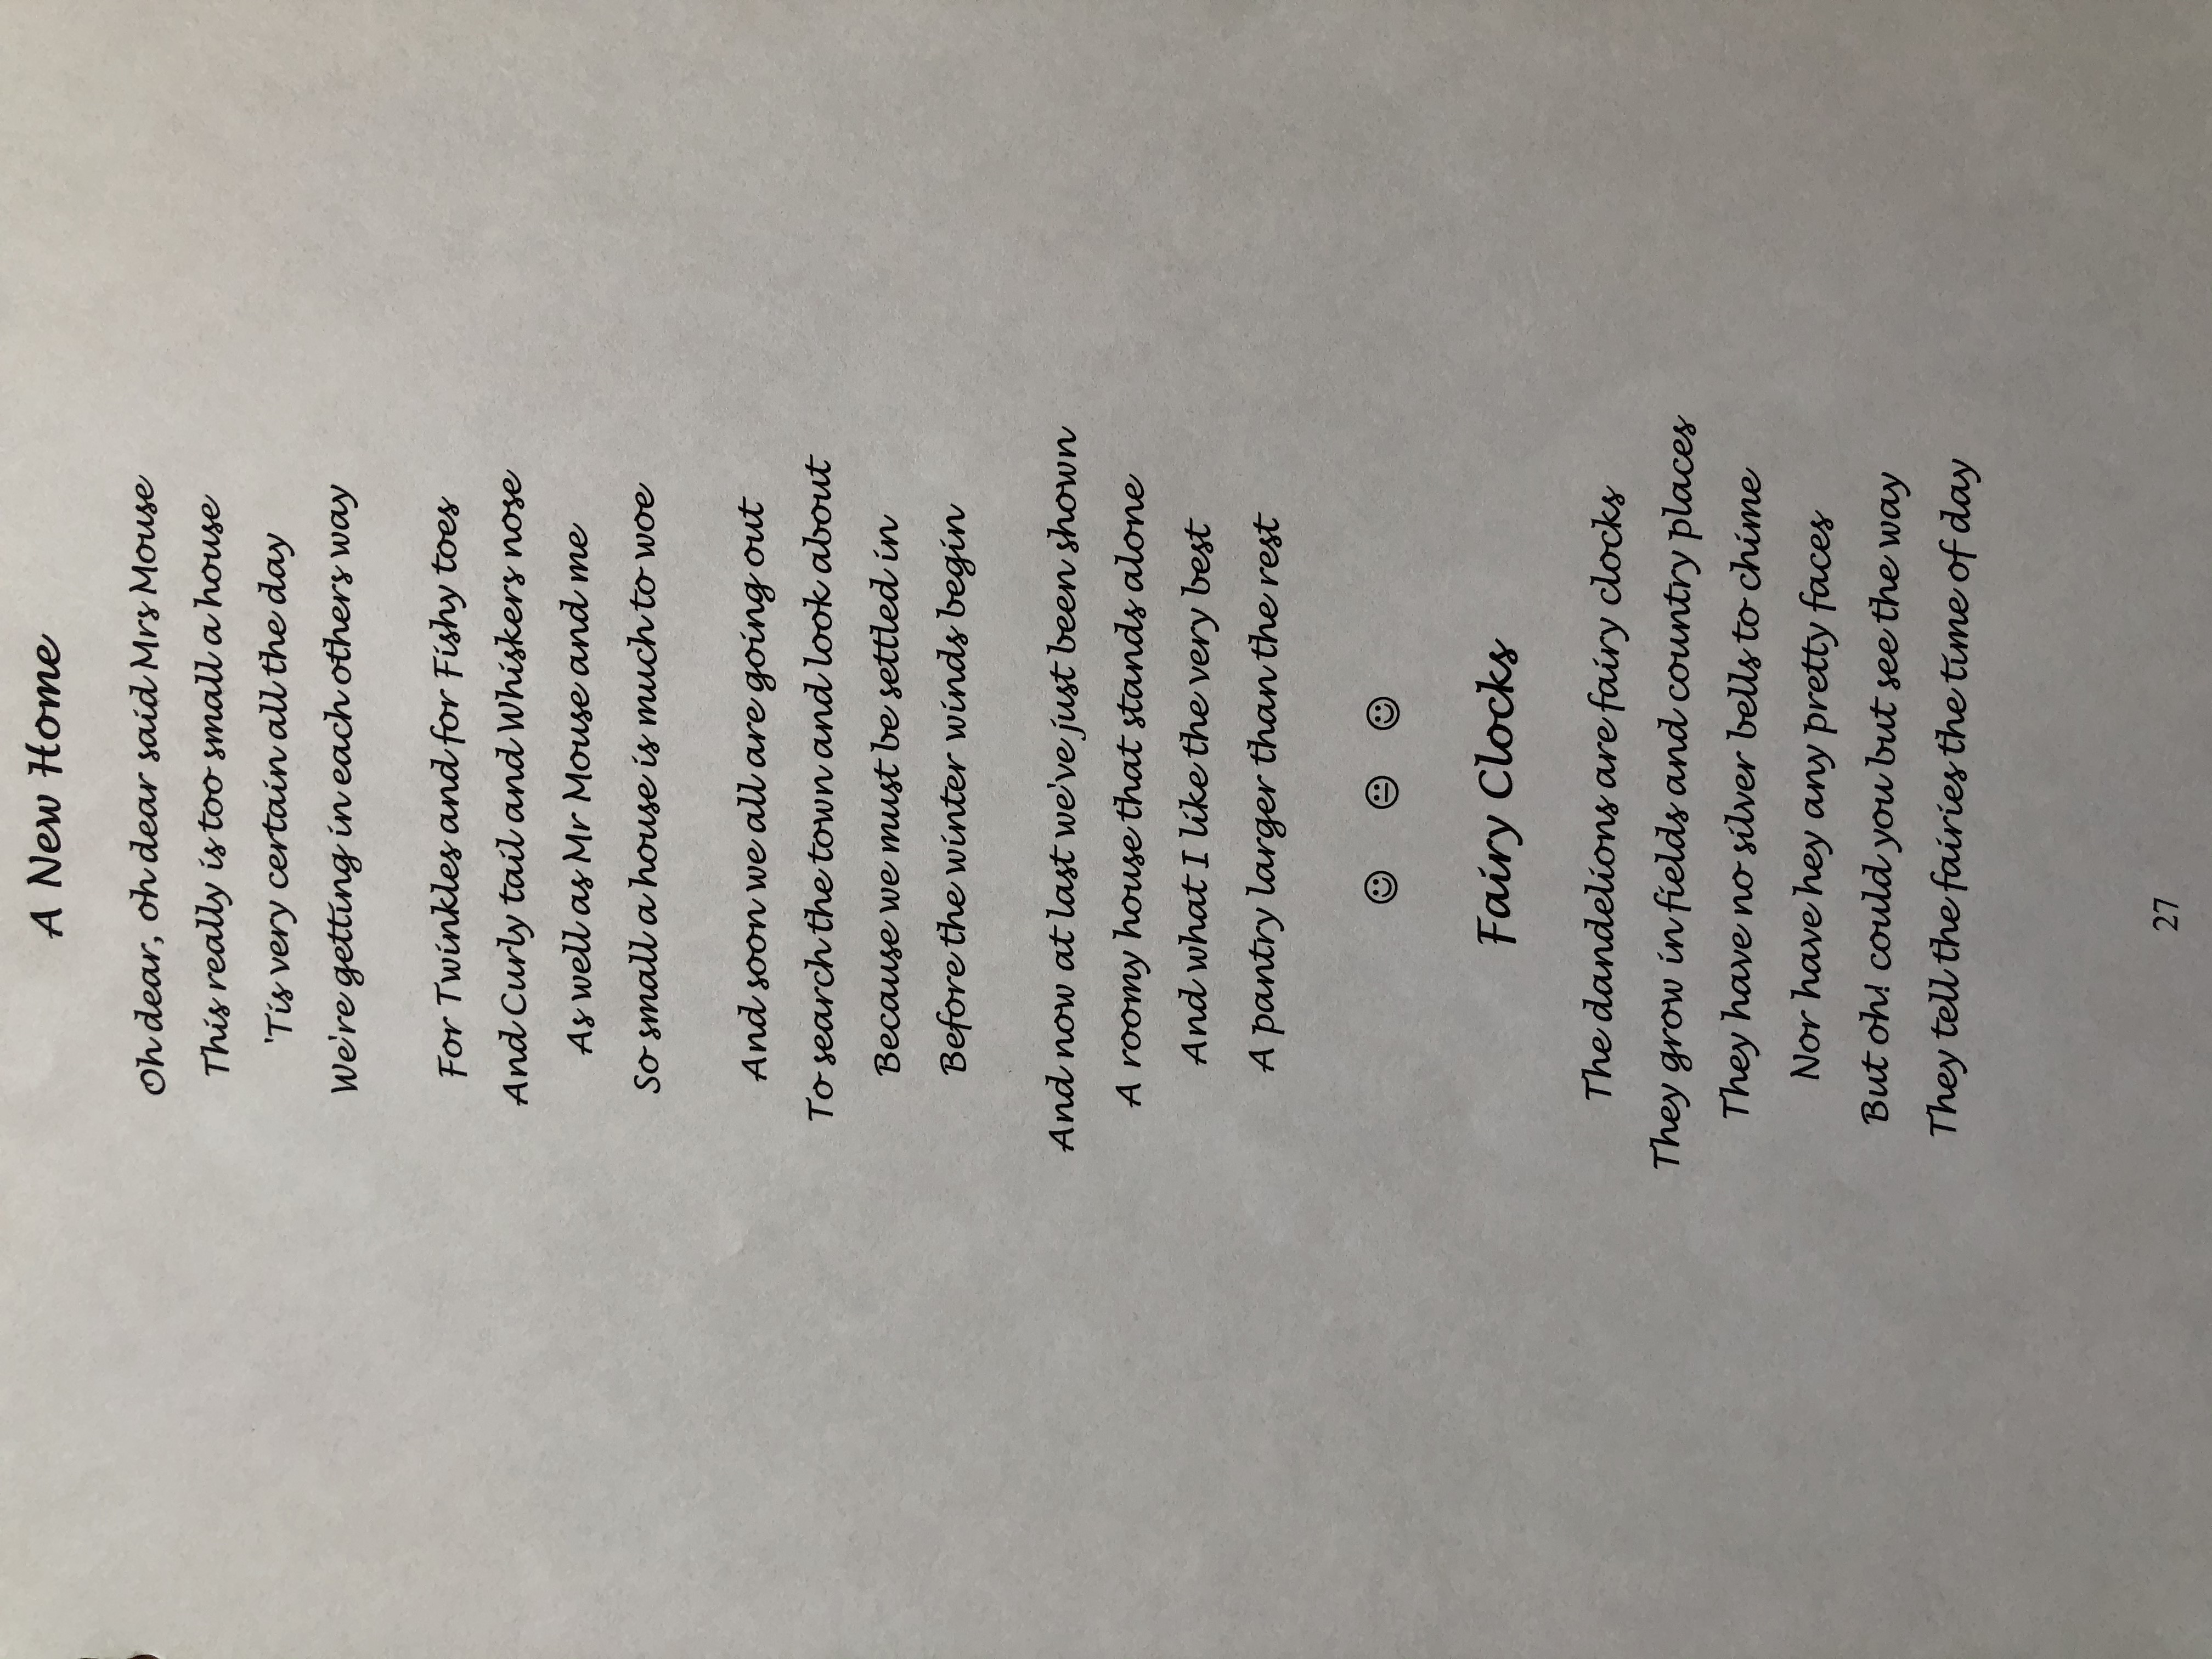 A New Home
Oh dear, oh dear said Mrs Mouse
This really is too small a house
'Tis very certain all the day
We're getting in each others way
For Twinkles and for Fishy toes
And Curly tail and Whiskers nose
As well as Mr Mouse and me
So small a house is much to woe
And soon we all are going out
To search the town and look about
Because we must be settled in
Before the winter winds begin
And now at last we've just been shown
A roomy house that stands alone
And what I like the very best
A pantry larger than the rest
☺ 😐 ☺
Fairy Clocks
The dandelions are fairy clocks
They grow in fields and country places
They have no silver bells to chime
Nor have hey any pretty faces
But oh! could you but see the way
They tell the fairies the time of day
27